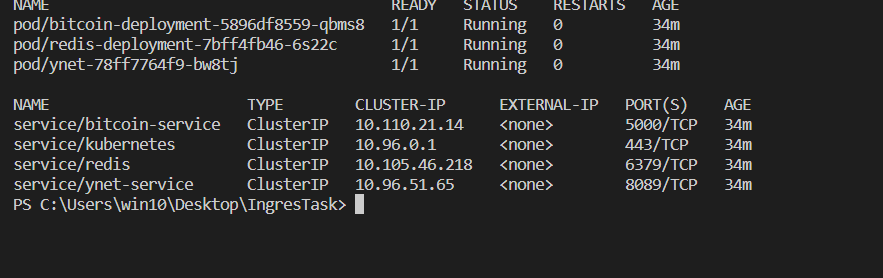 NAME READY STATUS RESTARTS AGE
pod/bitcoin-deployment-5896df8559-qbms8 1/1 Running 0 34m
pod/redis-deployment-7bff4fb46-6s22c 1/1 Running 0 34m
pod/ynet-78ff7764f9-bw8tj 1/1 Running 0 34m
NAME TYPE CLUSTER-IP EXTERNAL-IP PORT(S) AGE
service/bitcoin-service ClusterIP 10.110.21.14 <none> 5000/TCP 34m
service/kubernetes ClusterIP 10.96.0.1 <none> 443/TCP 34m
service/redis ClusterIP 10.105.46.218 <none> 6379/TCP 34m
service/ynet-service ClusterIP 10.96.51.65 <none> 8089/TCP 34m
PS C:\Users\win10\Desktop\IngresTask>